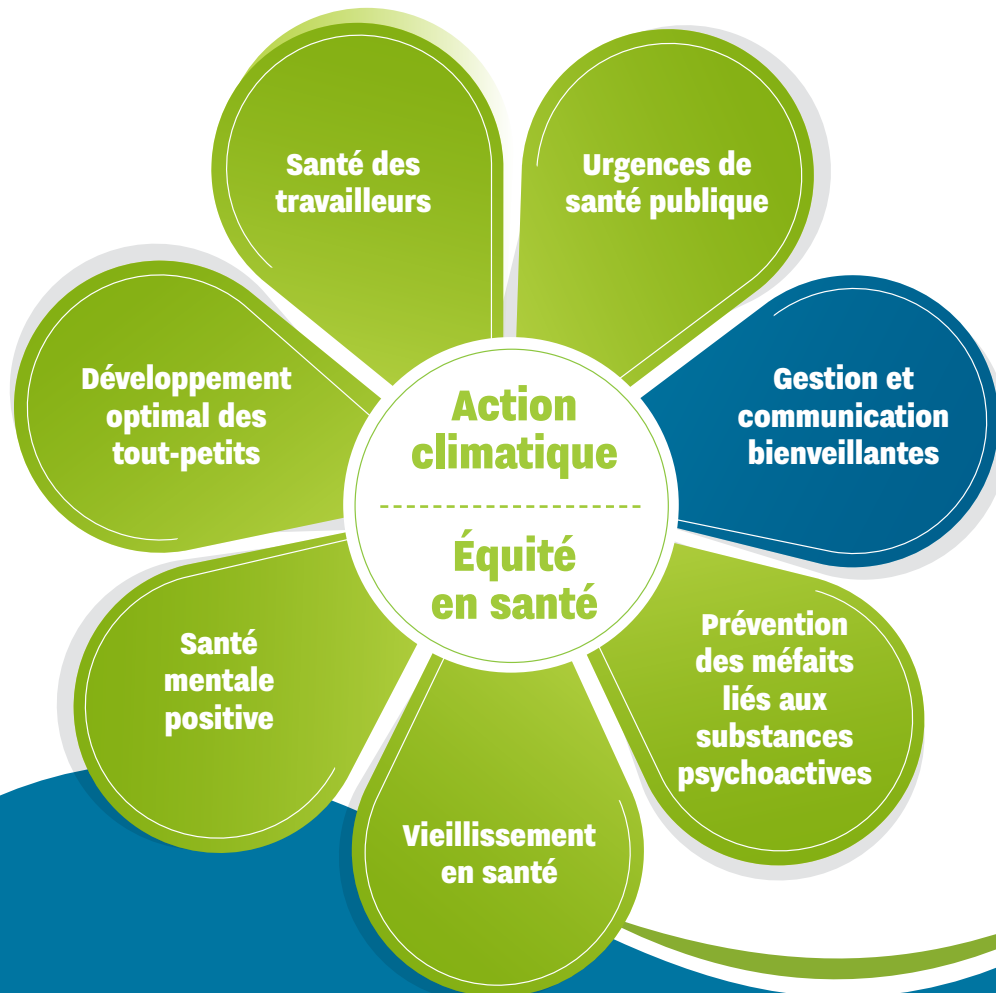 Santé des
travailleurs
Urgences de
santé publique
Développement
optimal des
tout-petits
Action
climatique
Équité
en santé
Gestion et
communication
bienveillantes
Santé
mentale
positive
Prévention
des méfaits
liés aux
substances
psychoactives
Vieillissement
en santé